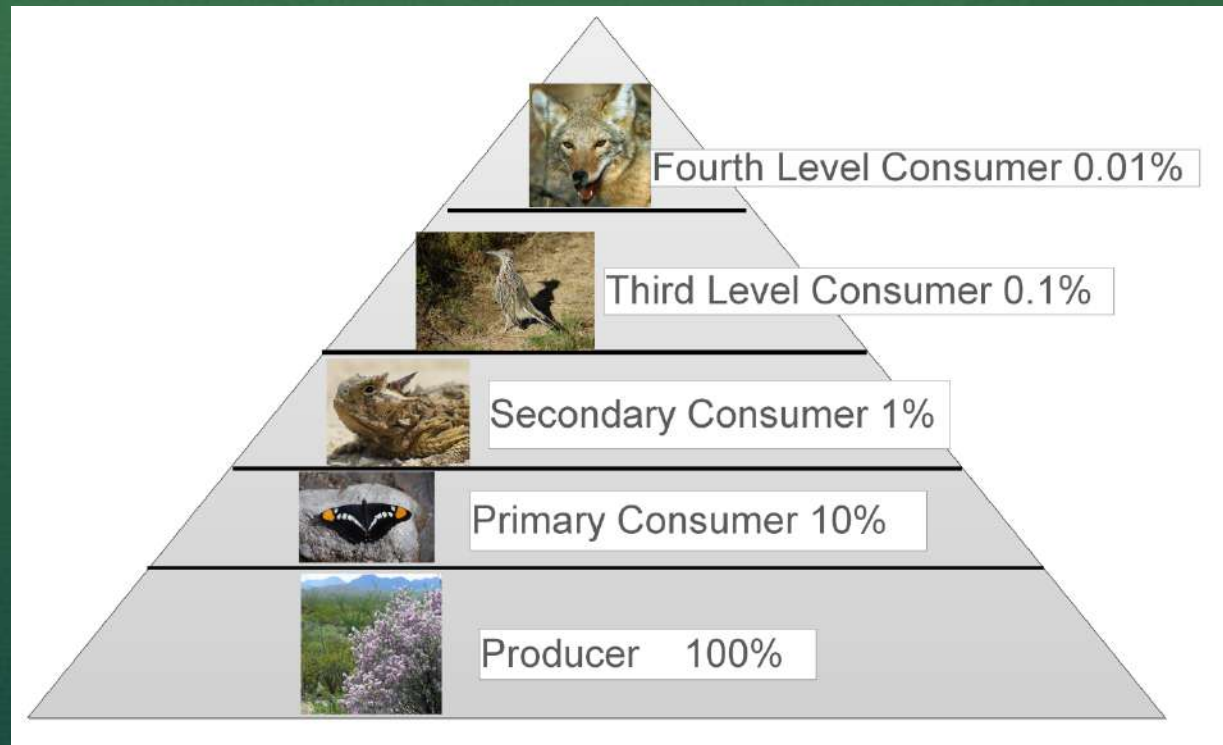 Fourth Level Consumer 0.01%
Third Level Consumer 0.1%
Secondary Consumer 1%
Primary Consumer 10%
Producer 100%